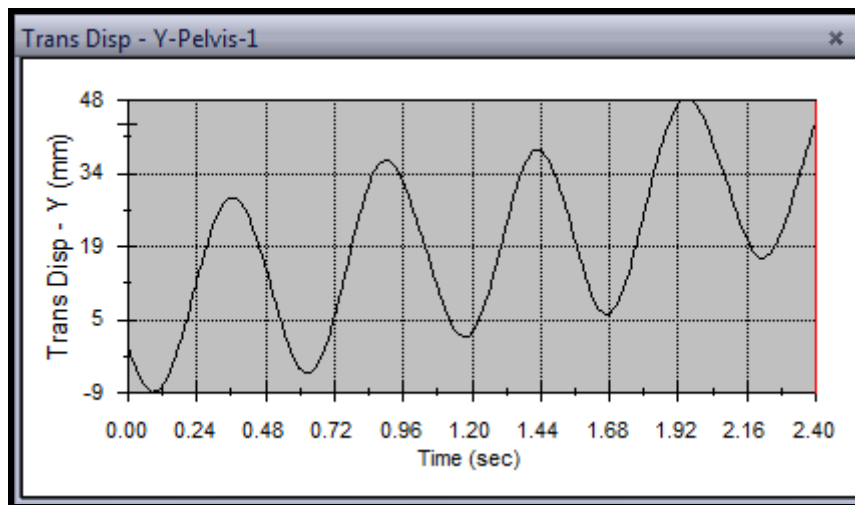 Trans Disp - Y-Pelvis-1
48
34
19
5
-9
Trans Disp - Y (mm)
0.00 0.24 0.48 0.72 0.96 1.20 1.44 1.68 1.92 2.16 2.40
Time (sec)